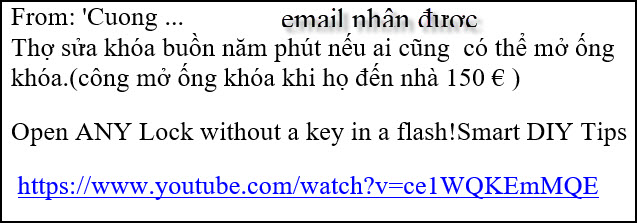 From: 'Cuong ... email nhân được
Thợ sửa khóa buồn năm phút nếu ai cũng có thể mở ống
khóa.(công mở ống khóa khi họ đến nhà 150 € )
Open ANY Lock without a key in a flash!Smart DIY Tips
https://www.youtube.com/watch?v=ce1WQKEmMQE